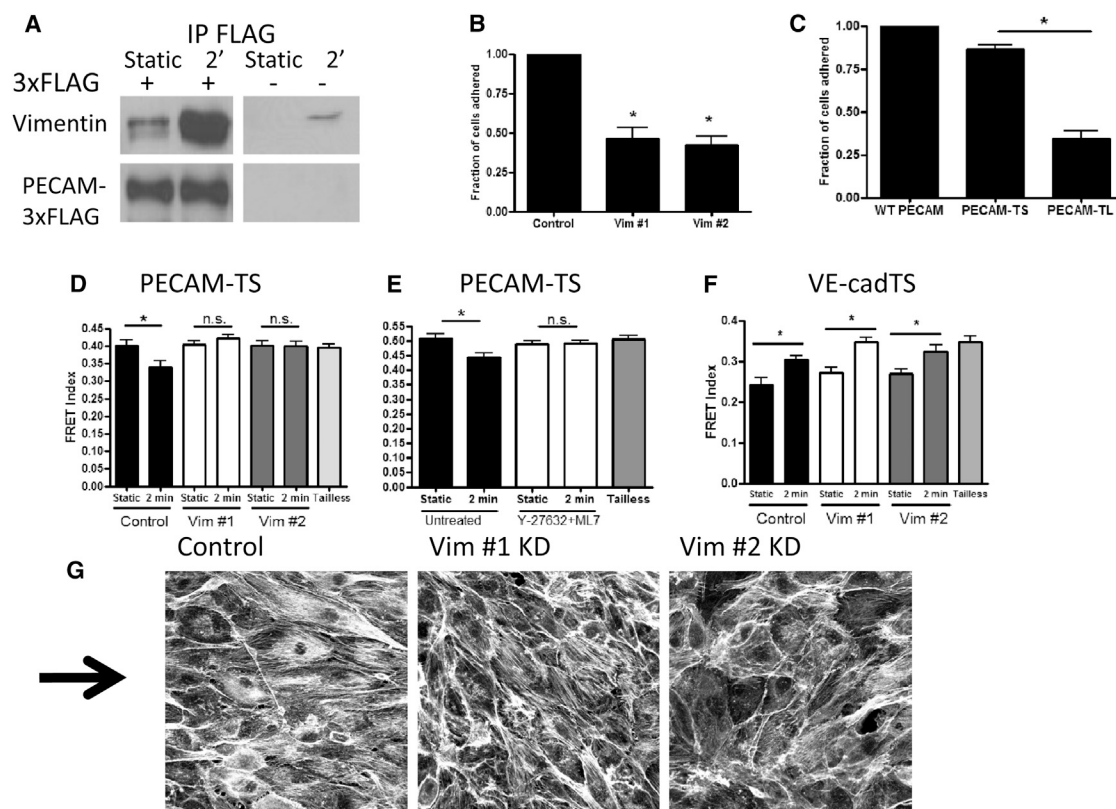 A
IP FLAG
Static 2' Static 2'
3xFLAG + + - -
Vimentin
PECAM-
3xFLAG
B
Fraction of cells adhered
1.00
0.75
0.50
0.25
0.00
* *
Control Vim #1 Vim #2
C
Fraction of cells adhered
1.00
0.75
0.50
0.25
0.00
*
WT PECAM PECAM-TS PECAM-TL
D PECAM-TS
FRET Index
0.45
0.40
0.35
0.30
0.25
0.20
0.15
0.10
0.05
0.00
* n.s. n.s.
Static 2 min Static 2 min Static 2 min Tailless
Control Vim #1 Vim #2
E PECAM-TS
0.55
0.50
0.45
0.40
0.35
0.30
0.25
0.20
0.15
0.10
0.05
0.00
* n.s.
Static 2 min Static 2 min Tailless
Untreated Y-27632+ML7
F VE-cadTS
FRET Index
0.4
0.3
0.2
0.1
0.0
* * *
Static 2 min Static 2 min Static 2 min Tailless
Control Vim #1 Vim #2
G
Control Vim #1 KD Vim #2 KD